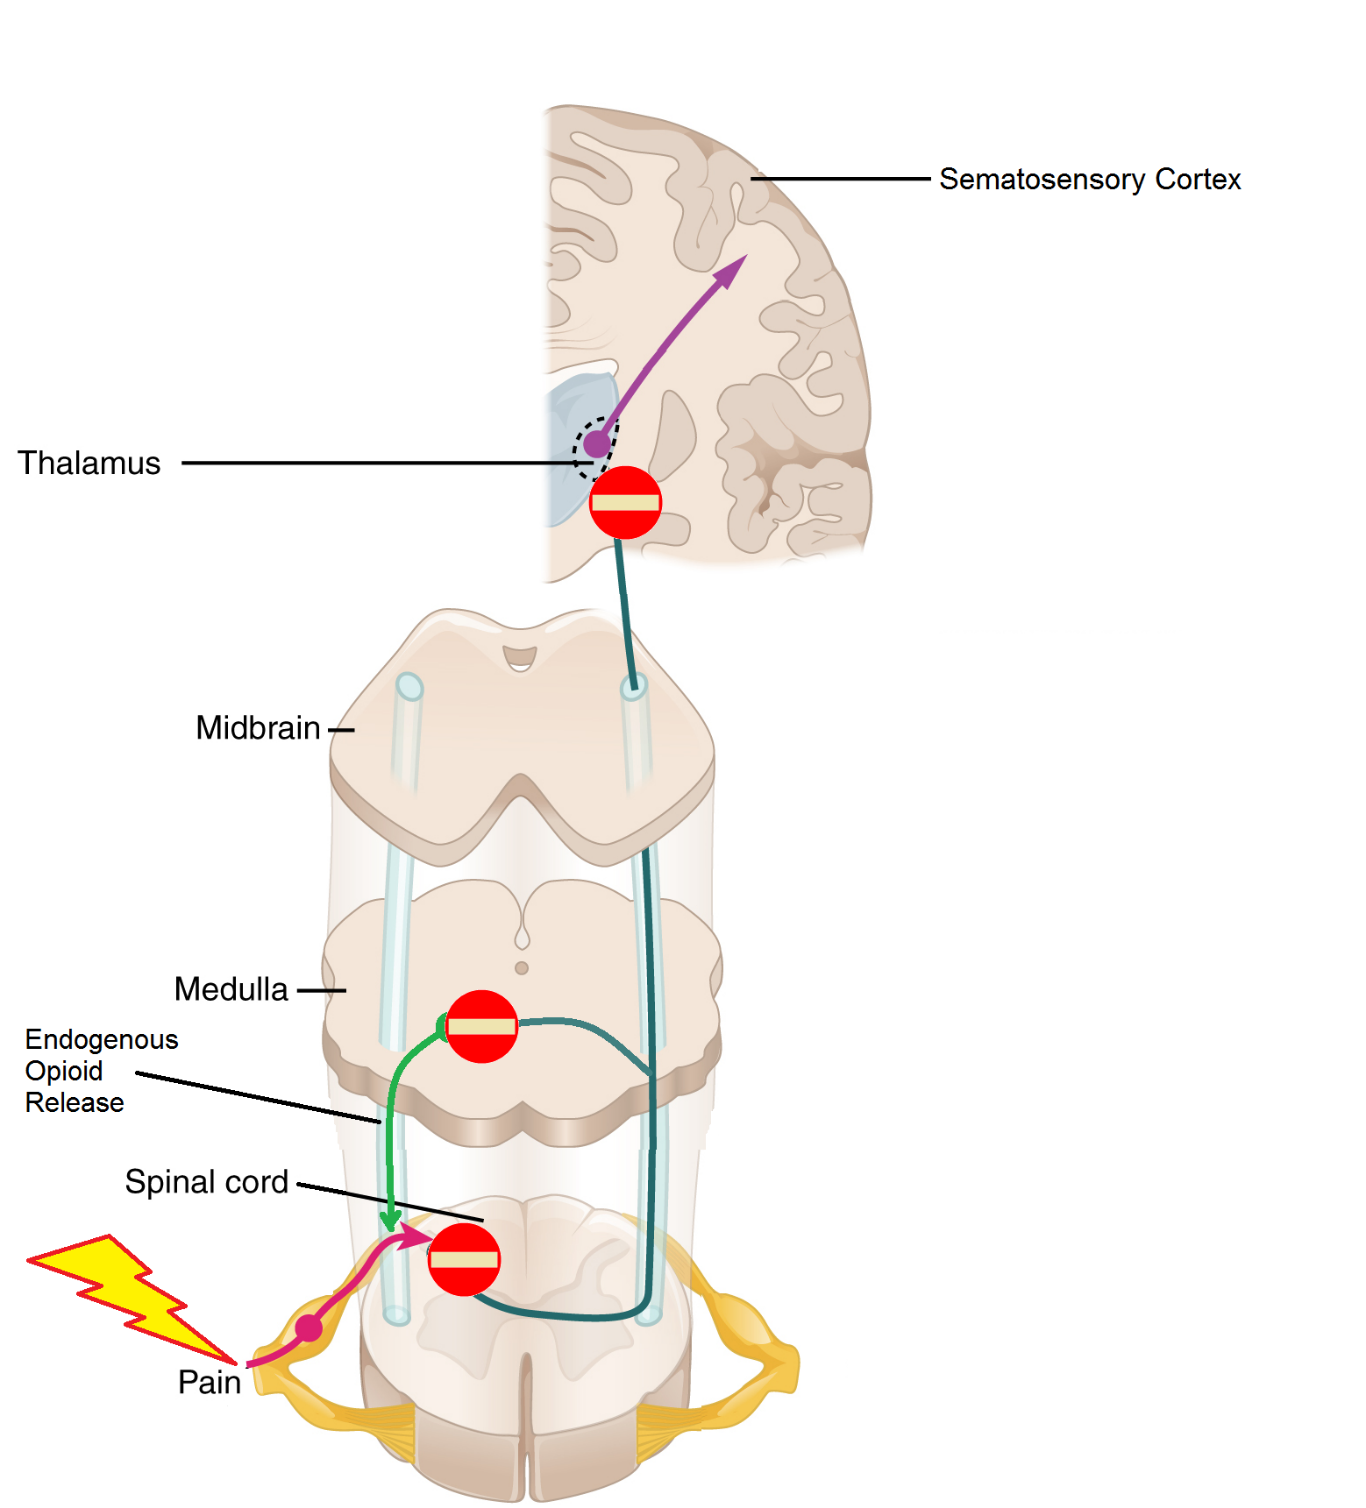 Sematosensory Cortex
Thalamus
Midbrain
Medulla
Endogenous
Opioid
Release
Spinal cord
Pain